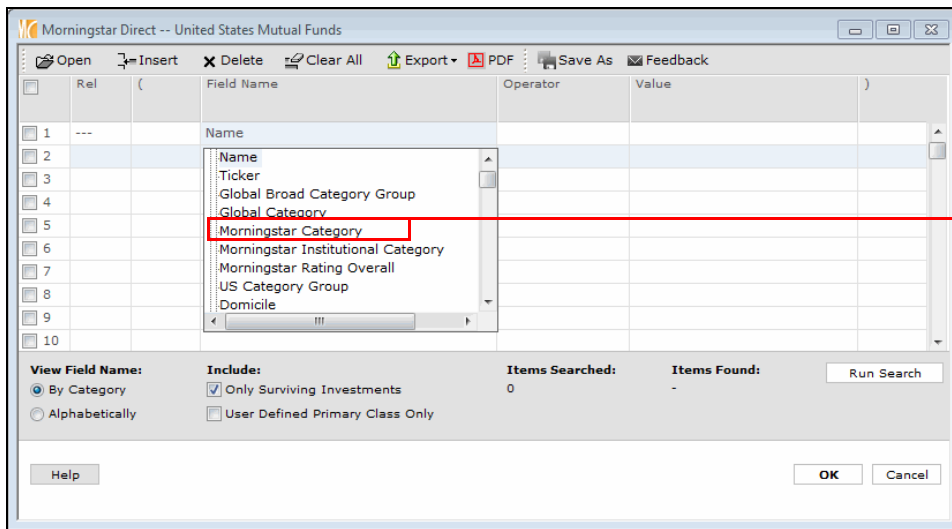 Morningstar Direct -- United States Mutual Funds
Open Insert Delete Clear All Export PDF Save As Feedback
Rel ( Field Name Operator Value )
1 --- Name
2 Name
3 Ticker
Global Broad Category Group
4
Global Category
5 Morningstar Category
6 Morningstar Institutional Category
7 Morningstar Rating Overall
8 US Category Group
Domicile
9
10
View Field Name: Include: Items Searched: Items Found: Run Search
By Category Only Surviving Investments 0 -
Alphabetically User Defined Primary Class Only
Help OK Cancel